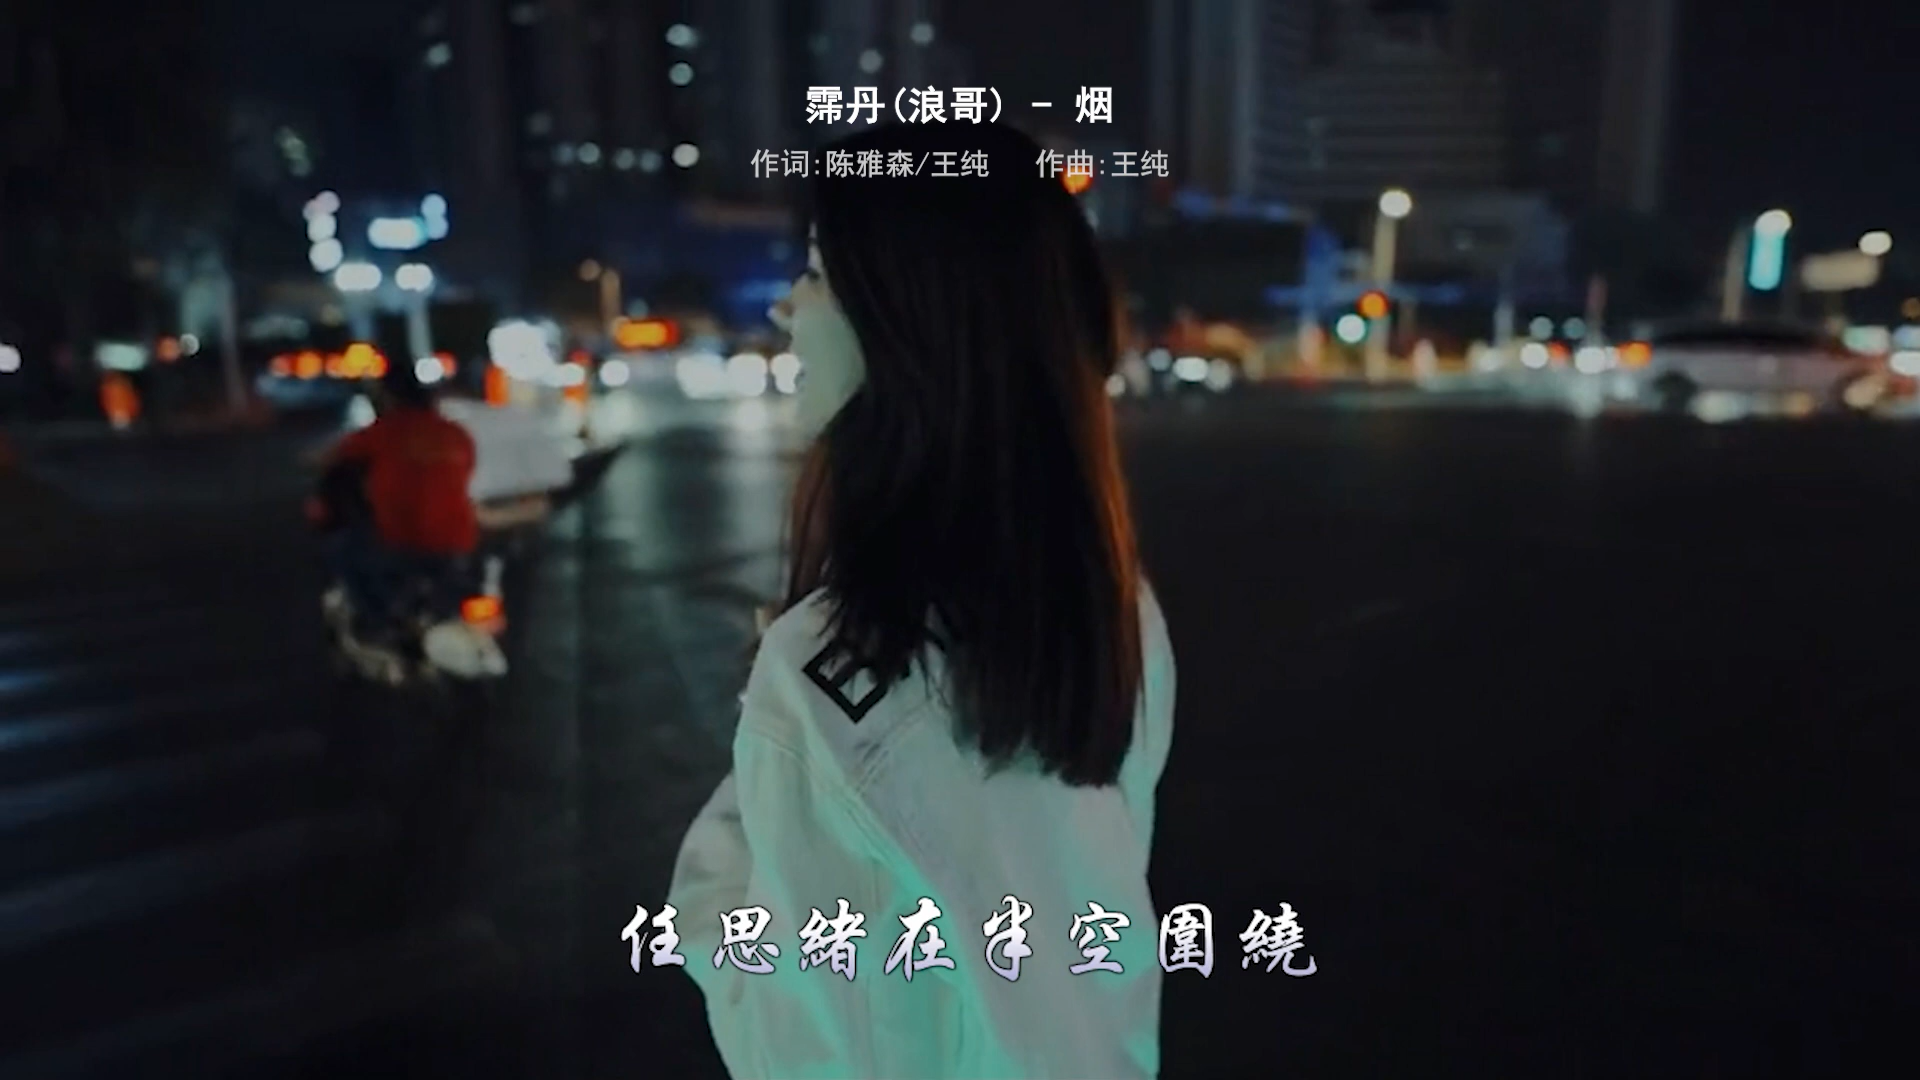 霈丹(浪哥) - 烟
作词:陈雅森/王纯 作曲:王纯
任思緒在半空圍繞